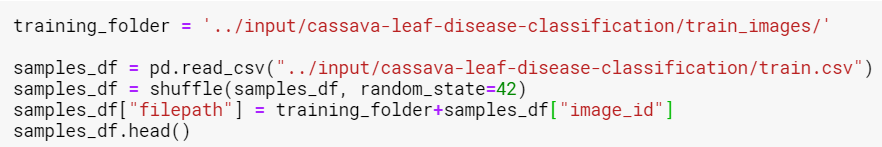 training_folder = '../input/cassava-leaf-disease-classification/train_images/'
samples_df = pd.read_csv("../input/cassava-leaf-disease-classification/train.csv")
samples_df = shuffle(samples_df, random_state=42)
samples_df["filepath"] = training_folder+samples_df["image_id"]
samples_df.head()